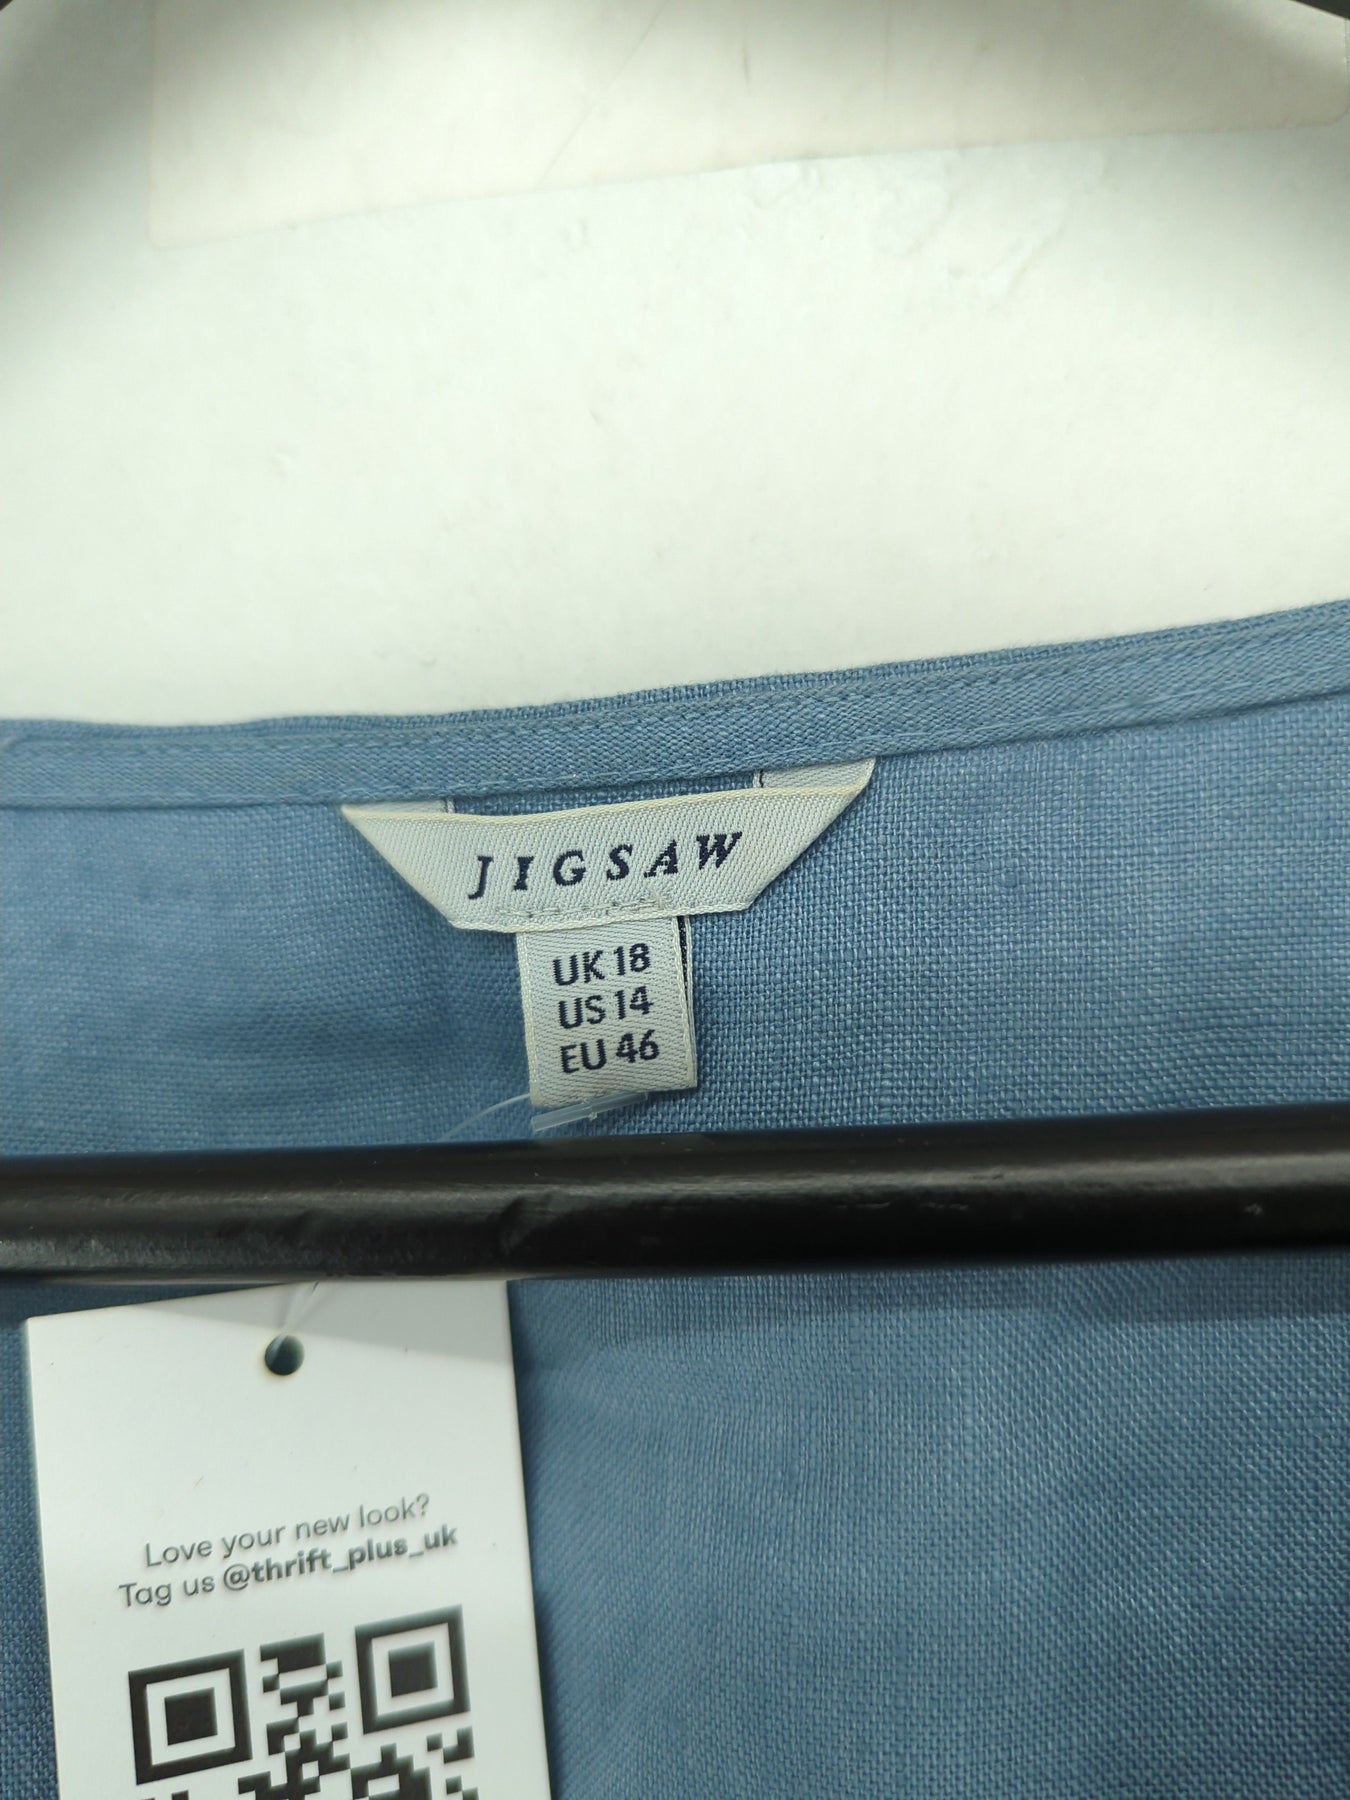 JIGSAW
UK 18
US 14
EU 46
Love your new look?
Tag us @thrift_plus_uk